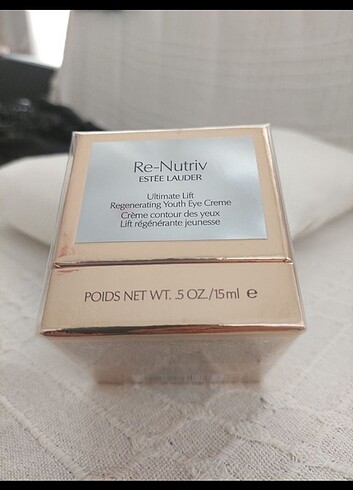 Re-Nutriv
ESTĒE LAUDER
Ultimate Lift
Regenerating Youth Eye Creme
Crème contour des yeux
Lift régénérante jeunesse
POIDS NET WT. .5 OZ./15ml ℮